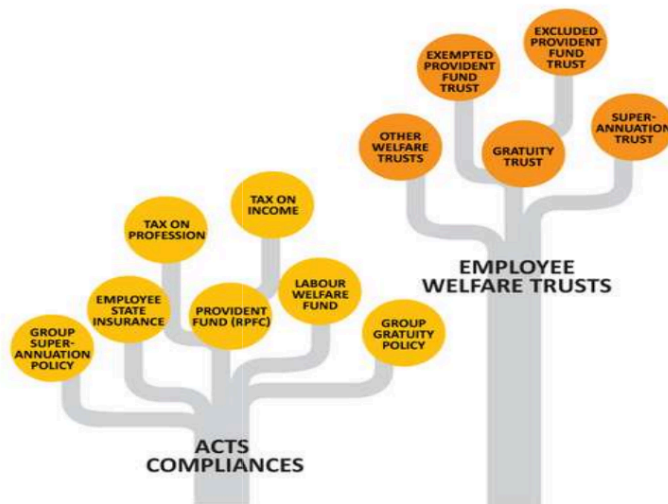 EXCLUDED
PROVIDENT
FUND
TRUST
EXEMPTED
PROVIDENT
FUND TRUST
SUPER-
ANNUATION
TRUST
OTHER
WELFARE
TRUSTS
GRATUITY
TRUST
EMPLOYEE
WELFARE TRUSTS
TAX ON
INCOME
TAX ON
PROFESSION
LABOUR
WELFARE
FUND
EMPLOYEE
STATE
INSURANCE
PROVIDENT
FUND (RPFC)
GROUP
SUPER-
ANNUATION
POLICY
GROUP
GRATUITY
POLICY
ACTS
COMPLIANCES